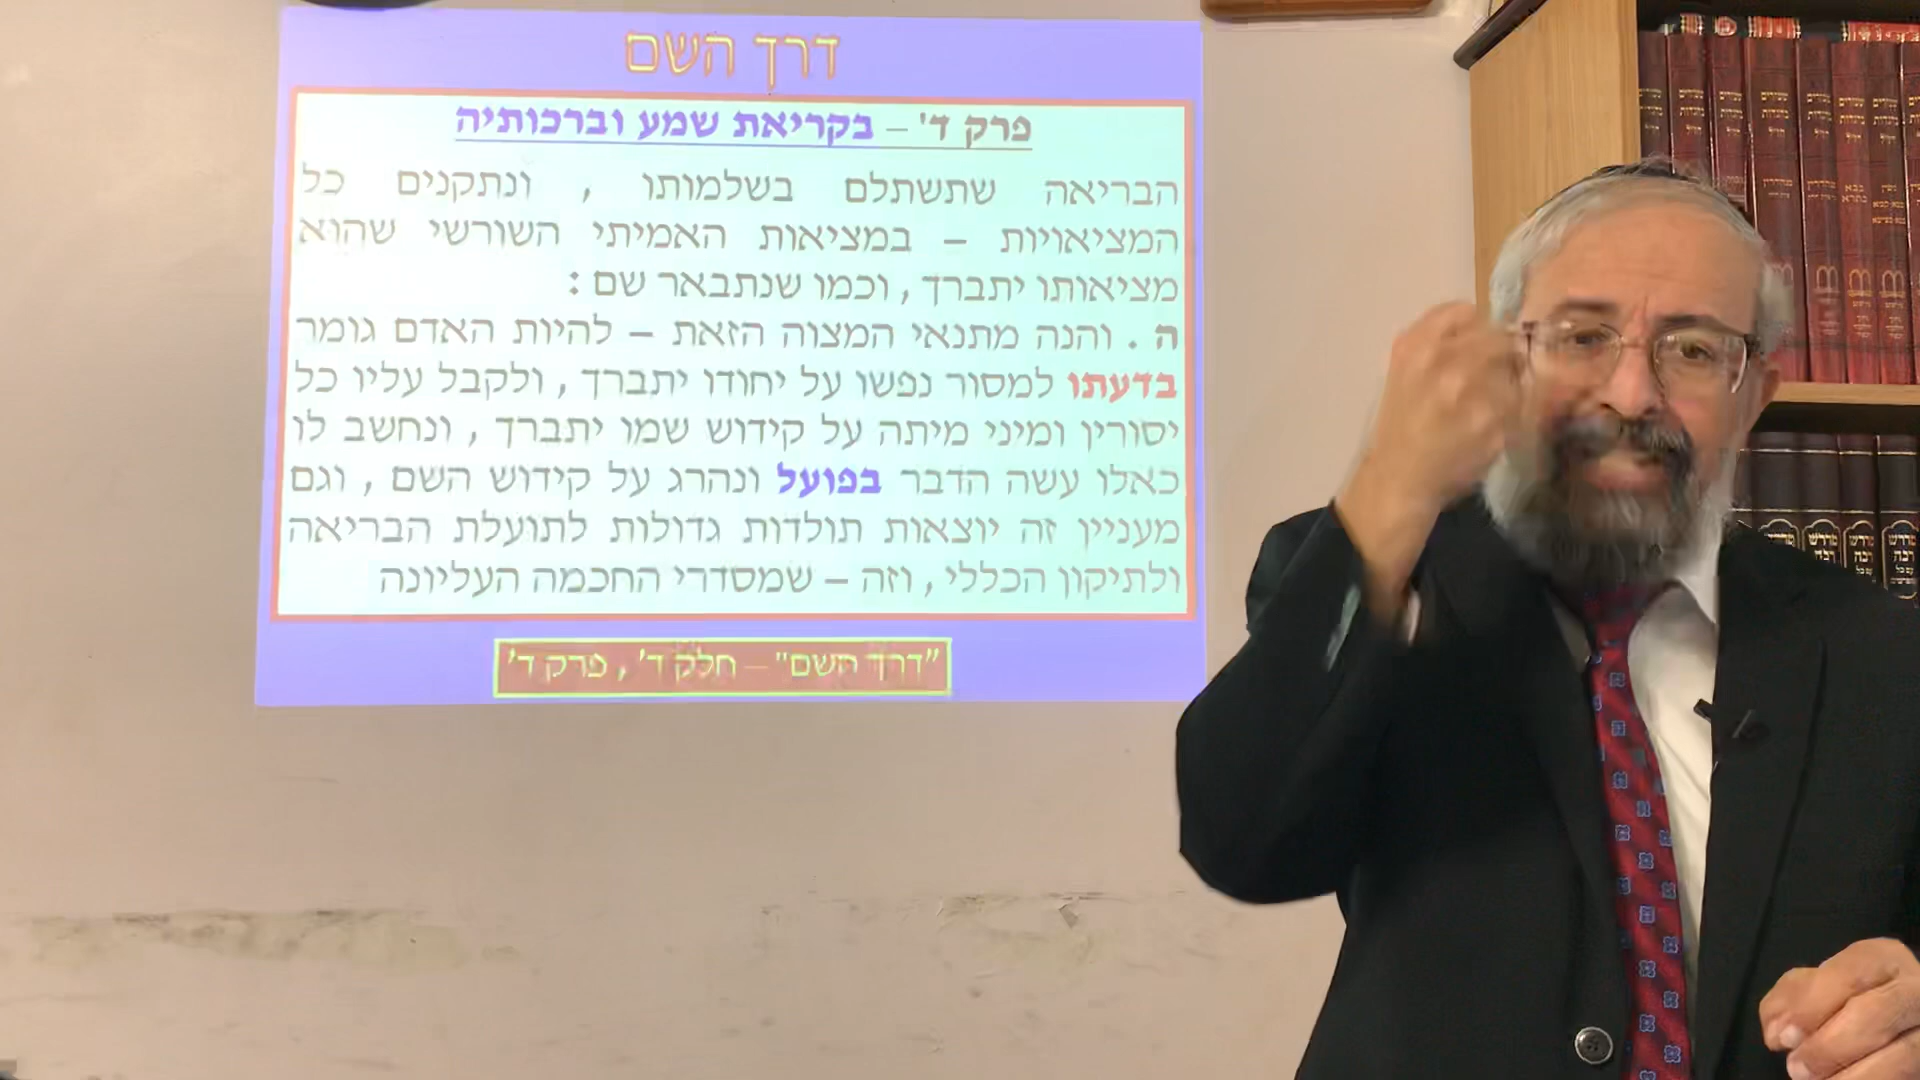 דרך השם
פרק ד' – בקריאת שמע וברכותיה
הבריאה שתשתלם בשלמותו , ונתקנים כל
המציאויות – במציאות האמיתי השורשי שהוא
מציאותו יתברך , וכמו שנתבאר שם :
ה . והנה מתנאי המצוה הזאת – להיות האדם גומר
בדעתו למסור נפשו על יחודו יתברך , ולקבל עליו כל
יסורין ומיני מיתה על קידוש שמו יתברך , ונחשב לו
כאלו עשה הדבר בפועל ונהרג על קידוש השם , וגם
מעניין זה יוצאות תולדות גדולות לתועלת הבריאה
ולתיקון הכללי , וזה – שמסדרי החכמה העליונה
"דרך השם" – חלק ד' , פרק ד'
מדרש
רבה